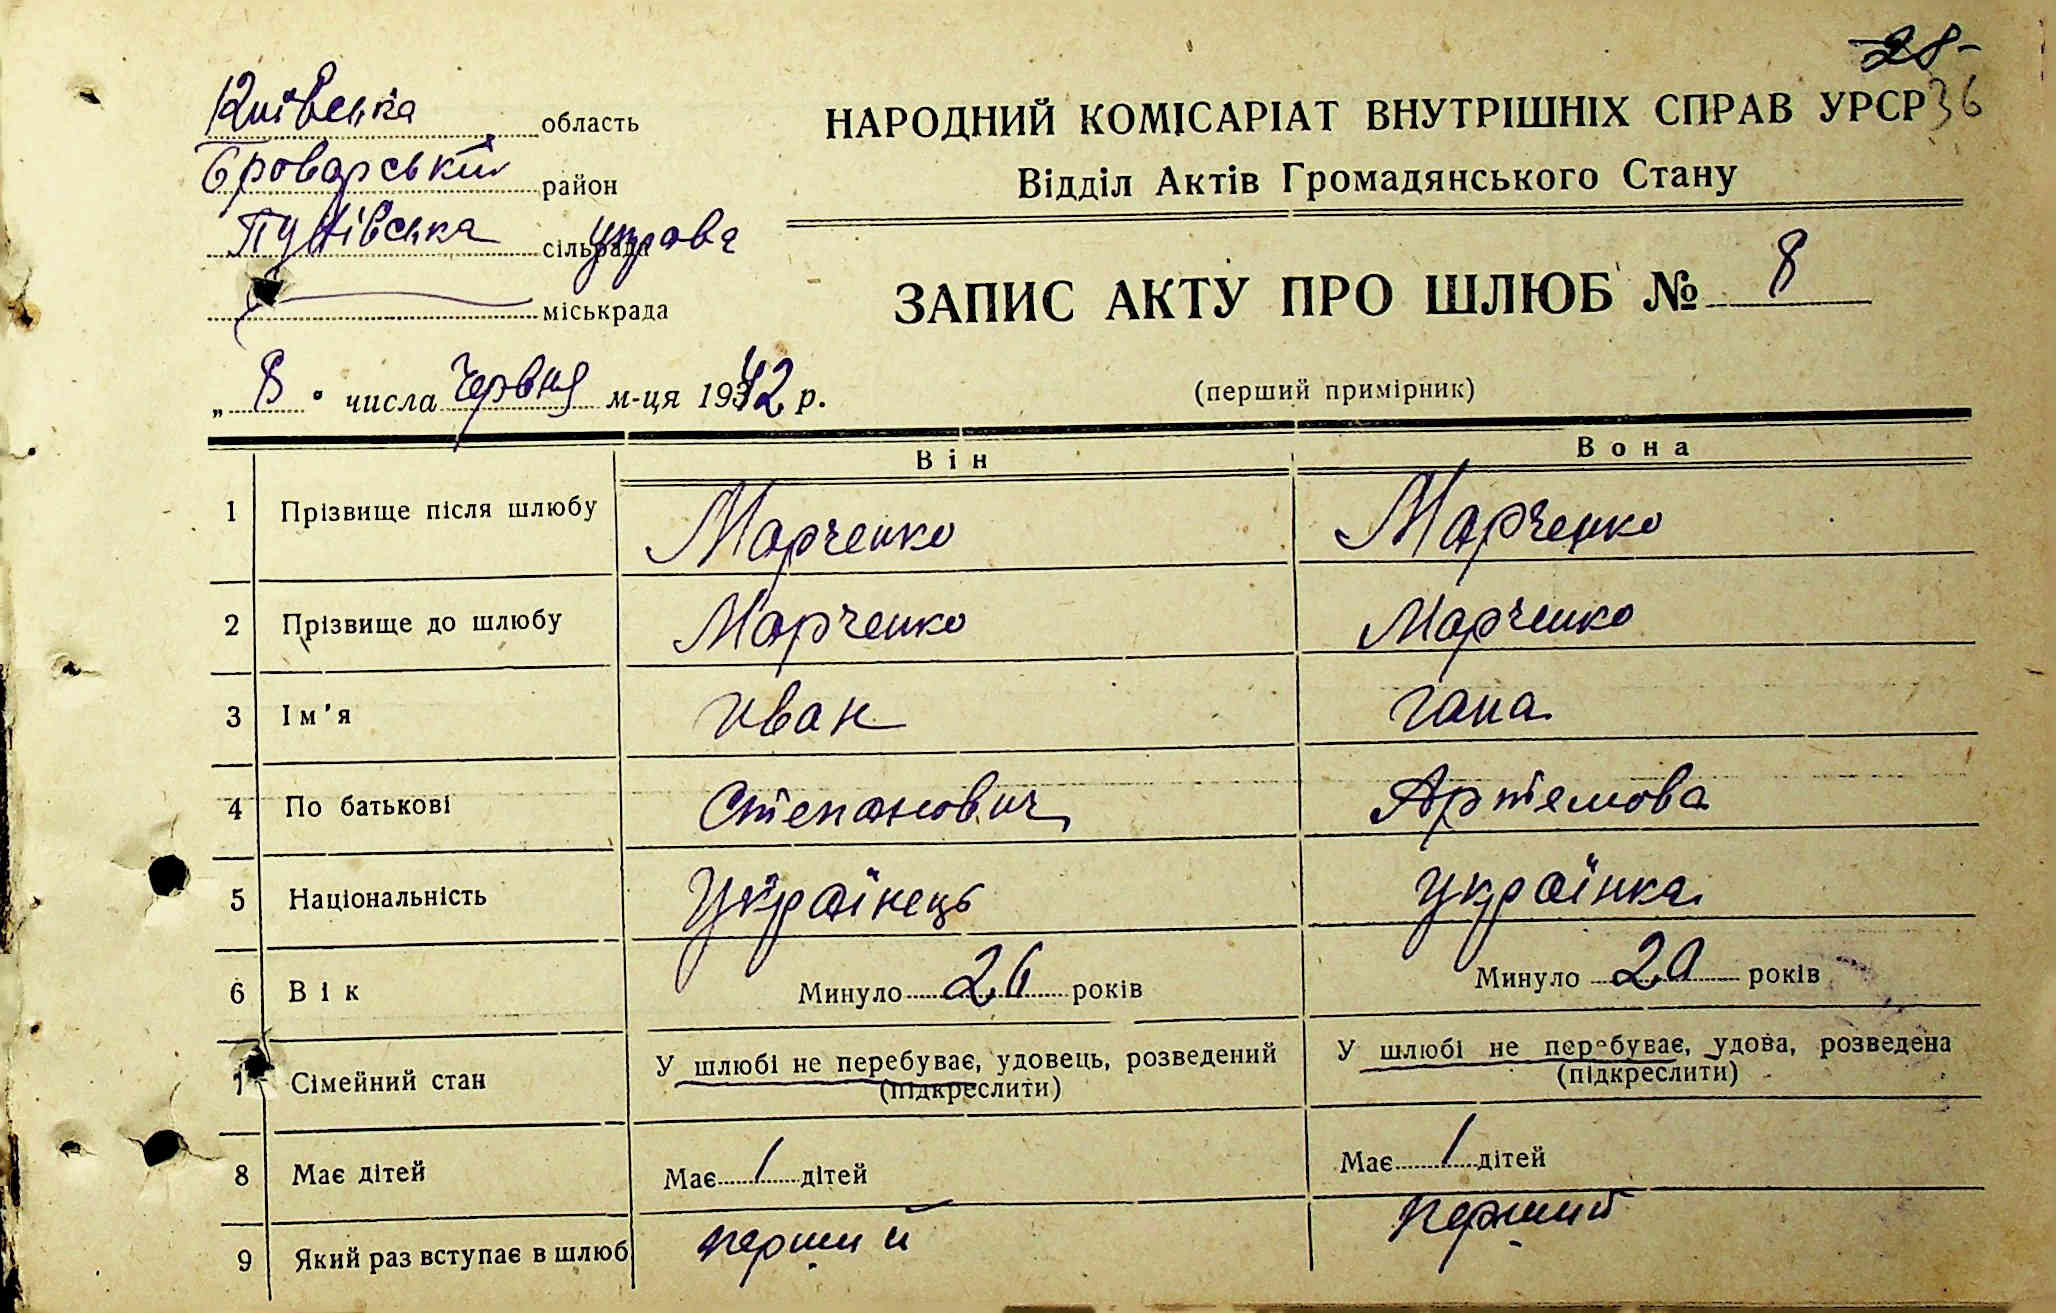 -28-
36
Київська область
Броварський район
Пухівська сільрада управа
міськрада
„ 8 " числа Червня м-ця 1942 р.
НАРОДНИЙ КОМІСАРІАТ ВНУТРІШНІХ СПРАВ УРСР
Відділ Актів Громадянського Стану
ЗАПИС АКТУ ПРО ШЛЮБ № 8
(перший примірник)
Він Вона
1 Прізвище після шлюбу Марченко Марченко
2 Прізвище до шлюбу Марченко Марченко
3 Ім'я Иван Гана
4 По батькові Степанович Артемова
5 Національність Українець Українка
6 Вік Минуло 26 років Минуло 20 років
7 Сімейний стан У шлюбі не перебуває, удовець, розведений У шлюбі не перебуває, удова, розведена
(підкреслити) (підкреслити)
8 Має дітей Має 1 дітей Має 1 дітей
9 Який раз вступає в шлюб перший перший